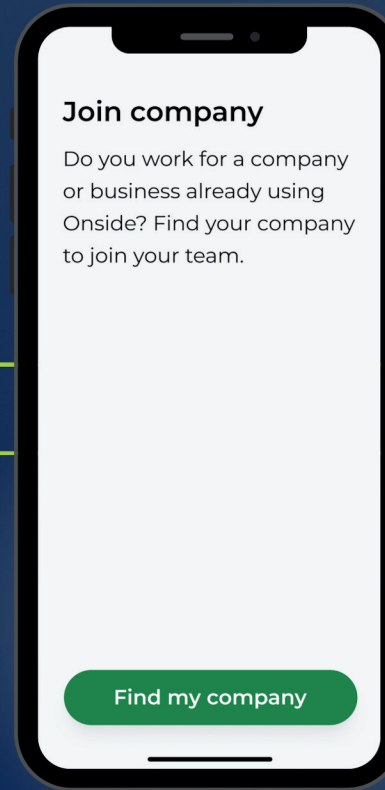 Join company
Do you work for a company
or business already using
Onside? Find your company
to join your team.
Find my company